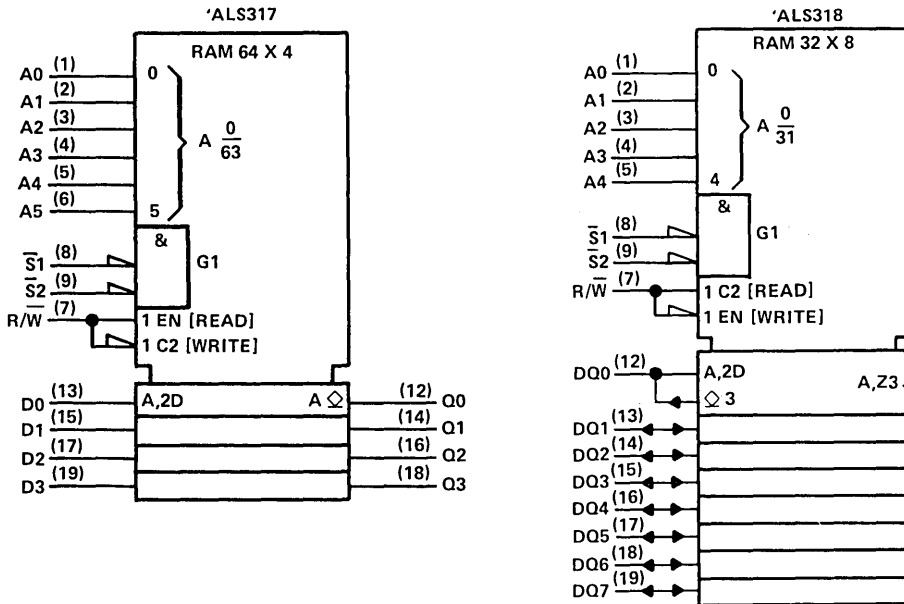 'ALS317
RAM 64 X 4
A0 (1)
A1 (2)
A2 (3)
A3 (4)
A4 (5)
A5 (6)
0
5
A 0/63
&
G1
S̅1̅ (8)
S̅2̅ (9)
R/W̅ (7)
1 EN [READ]
1 C2 [WRITE]
D0 (13)
A,2D
A ◇
(12) Q0
D1 (15)
(14) Q1
D2 (17)
(16) Q2
D3 (19)
(18) Q3
'ALS318
RAM 32 X 8
A0 (1)
A1 (2)
A2 (3)
A3 (4)
A4 (5)
0
4
A 0/31
&
G1
S̅1̅ (8)
S̅2̅ (9)
R/W̅ (7)
1 C2 [READ]
1 EN [WRITE]
DQ0 (12)
A,2D
◇ 3
A,Z3
DQ1 (13)
DQ2 (14)
DQ3 (15)
DQ4 (16)
DQ5 (17)
DQ6 (18)
DQ7 (19)